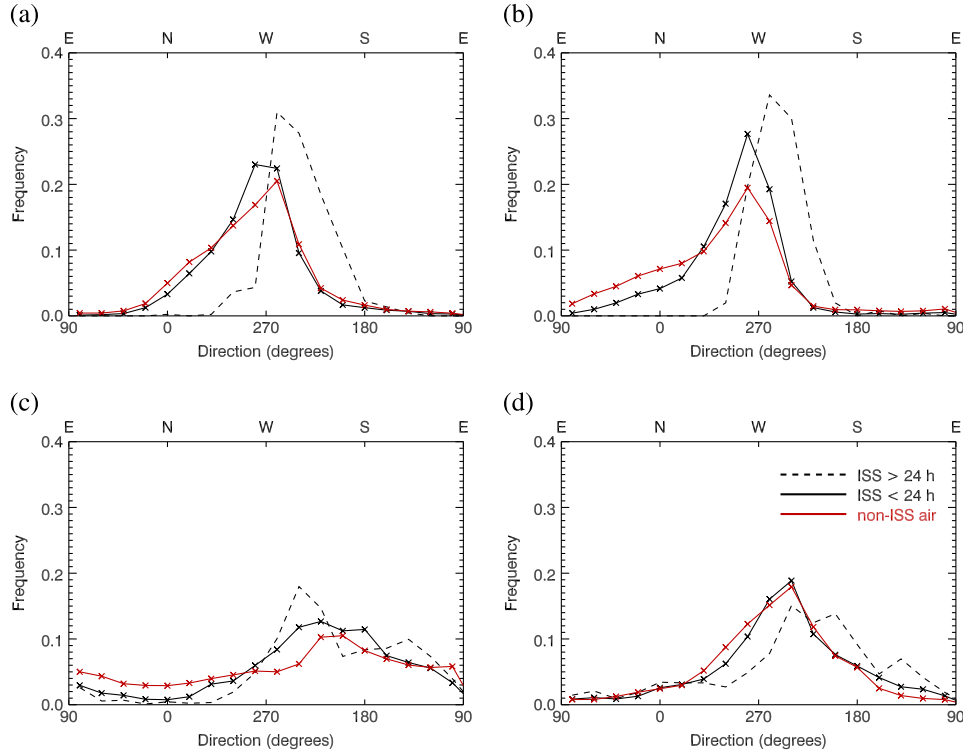 (a)
(b)
E N W S E
E N W S E
0.4
0.3
0.2
0.1
0.0
Frequency
90 0 270 180 90
Direction (degrees)
0.4
0.3
0.2
0.1
0.0
Frequency
90 0 270 180 90
Direction (degrees)
(c)
(d)
E N W S E
E N W S E
0.4
0.3
0.2
0.1
0.0
Frequency
90 0 270 180 90
Direction (degrees)
0.4
0.3
0.2
0.1
0.0
Frequency
ISS > 24 h
ISS < 24 h
non-ISS air
90 0 270 180 90
Direction (degrees)